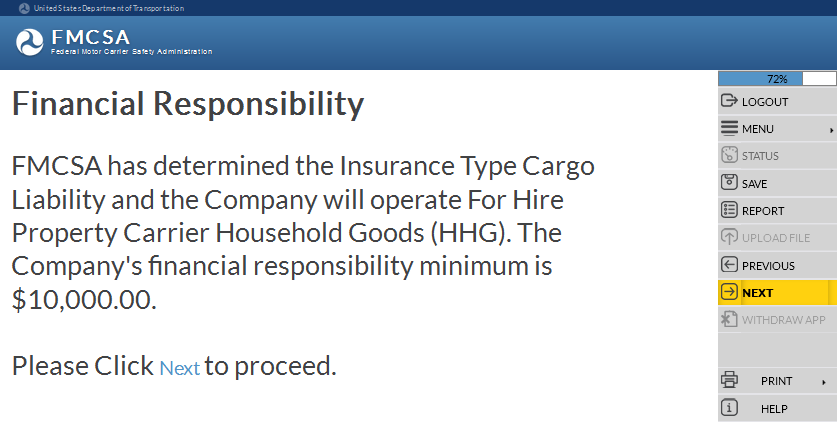 United States Department of Transportation
FMCSA
Federal Motor Carrier Safety Administration
72%
Financial Responsibility
LOGOUT
MENU
STATUS
SAVE
REPORT
UPLOAD FILE
PREVIOUS
NEXT
WITHDRAW APP
PRINT
HELP
FMCSA has determined the Insurance Type Cargo
Liability and the Company will operate For Hire
Property Carrier Household Goods (HHG). The
Company's financial responsibility minimum is
$10,000.00.
Please Click Next to proceed.